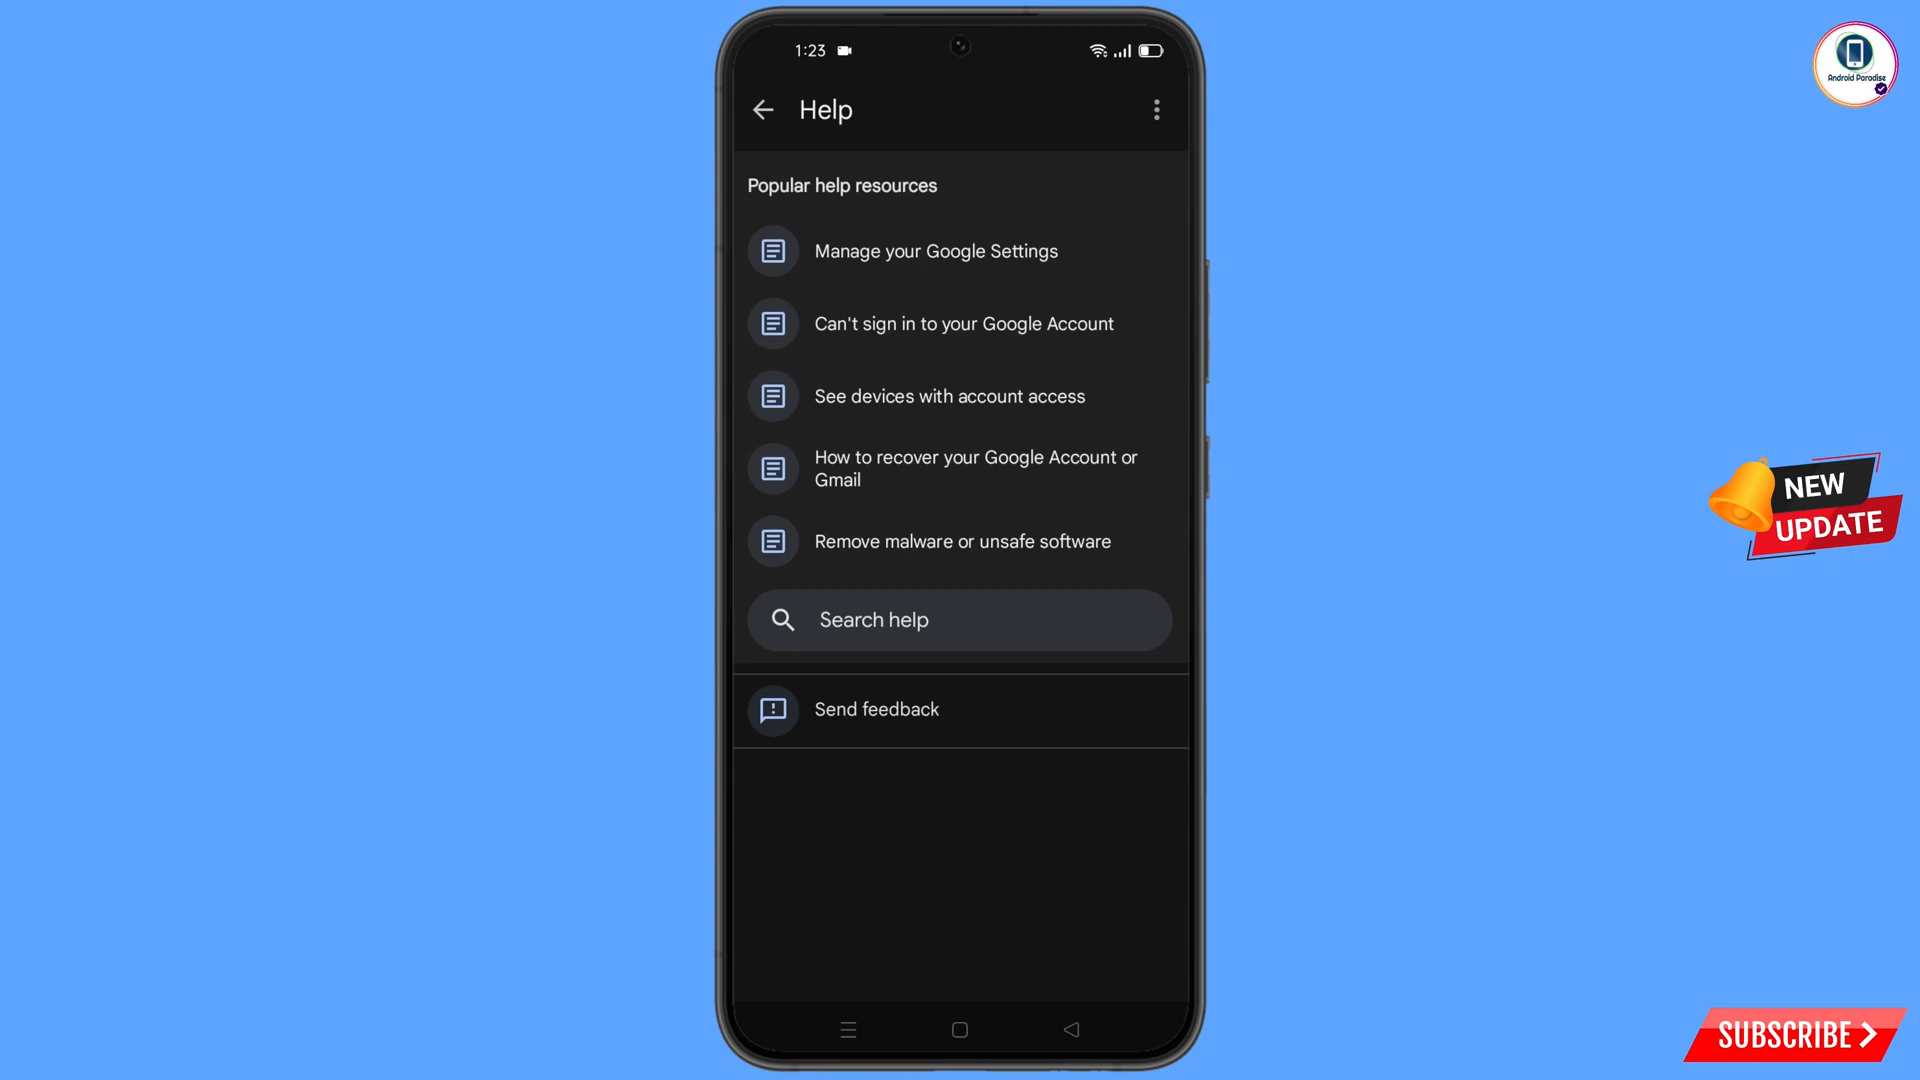 1:23
Android Paradise
Help
Popular help resources
Manage your Google Settings
Can't sign in to your Google Account
See devices with account access
How to recover your Google Account or
Gmail
Remove malware or unsafe software
Search help
Send feedback
NEW
UPDATE
SUBSCRIBE